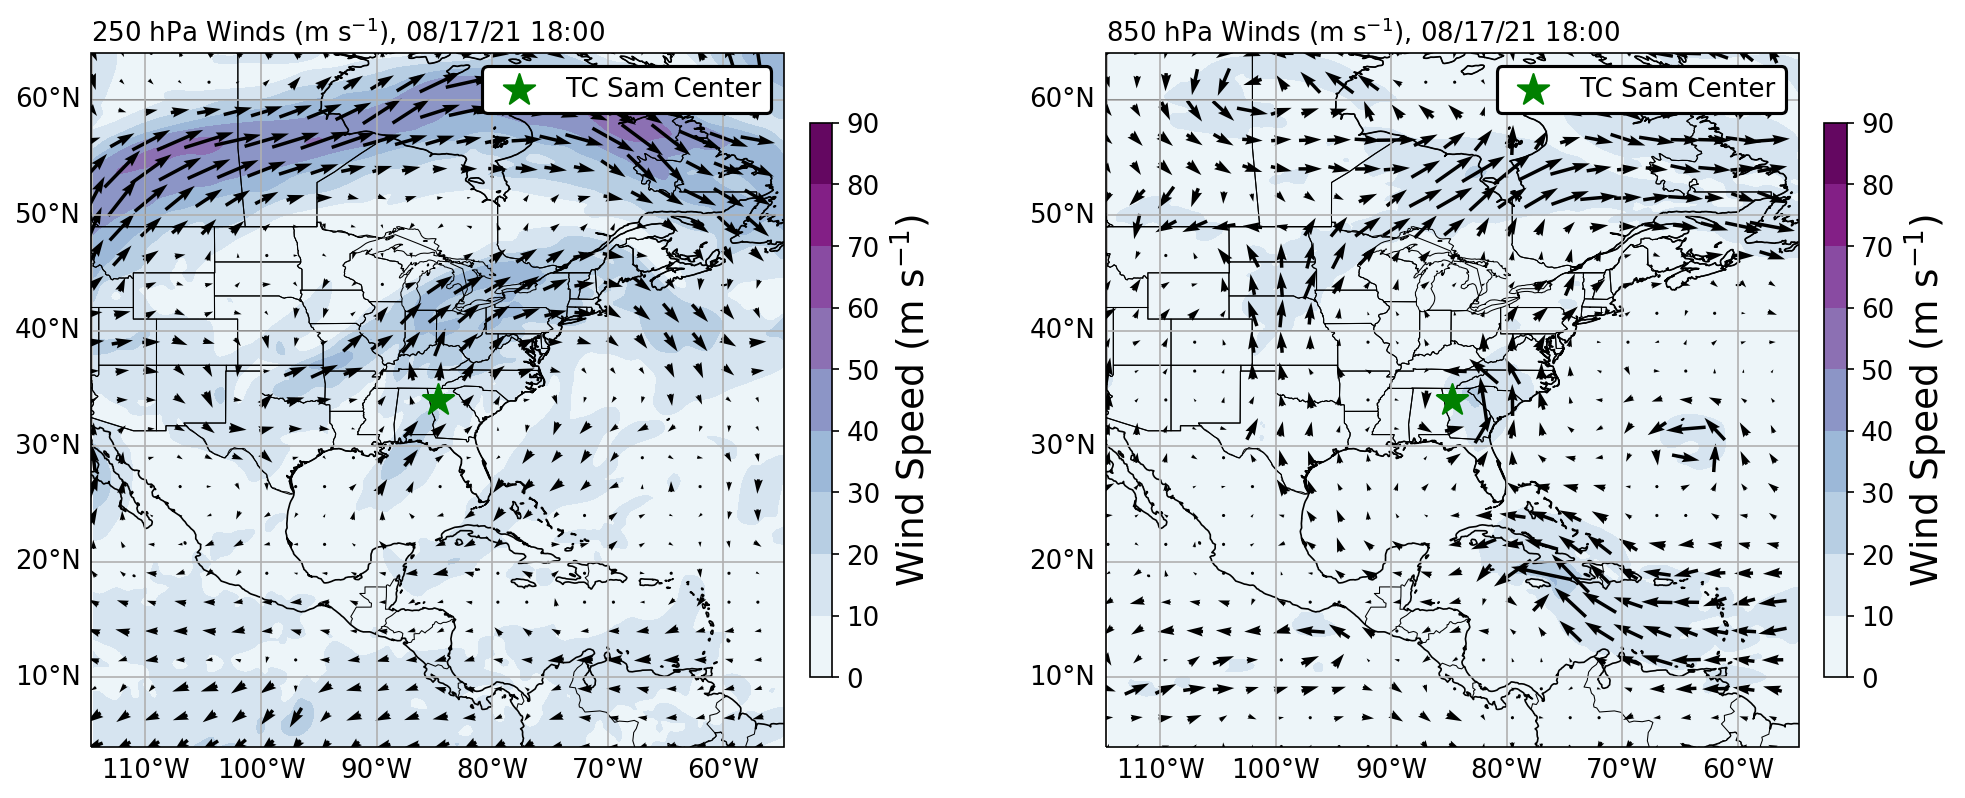 250 hPa Winds (m s⁻¹), 08/17/21 18:00
TC Sam Center
60°N
50°N
40°N
30°N
20°N
10°N
110°W 100°W 90°W 80°W 70°W 60°W
90
80
70
60
50
40
30
20
10
0
Wind Speed (m s⁻¹)
850 hPa Winds (m s⁻¹), 08/17/21 18:00
TC Sam Center
60°N
50°N
40°N
30°N
20°N
10°N
110°W 100°W 90°W 80°W 70°W 60°W
90
80
70
60
50
40
30
20
10
0
Wind Speed (m s⁻¹)